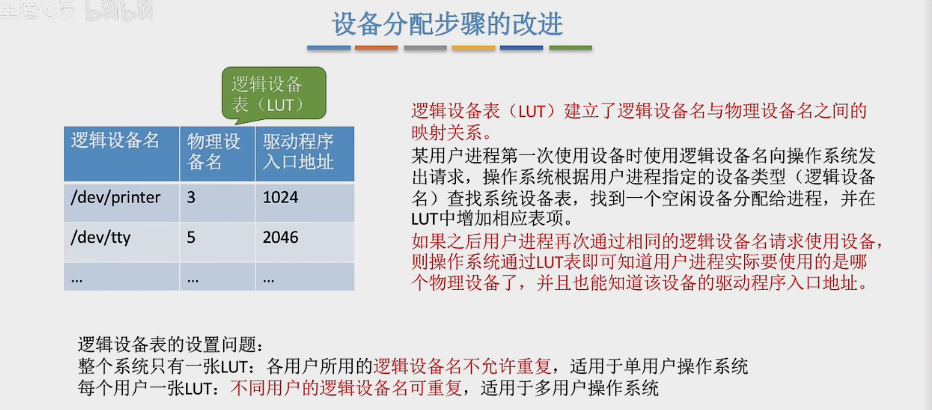 设备分配步骤的改进
逻辑设备
表（LUT）
逻辑设备名 物理设备名 驱动程序入口地址
/dev/printer 3 1024
/dev/tty 5 2046
... ... ...
逻辑设备表（LUT）建立了逻辑设备名与物理设备名之间的
映射关系。
某用户进程第一次使用设备时使用逻辑设备名向操作系统发
出请求，操作系统根据用户进程指定的设备类型（逻辑设备
名）查找系统设备表，找到一个空闲设备分配给进程，并在
LUT中增加相应表项。
如果之后用户进程再次通过相同的逻辑设备名请求使用设备，
则操作系统通过LUT表即可知道用户进程实际要使用的是哪
个物理设备了，并且也能知道该设备的驱动程序入口地址。
逻辑设备表的设置问题：
整个系统只有一张LUT：各用户所用的逻辑设备名不允许重复，适用于单用户操作系统
每个用户一张LUT：不同用户的逻辑设备名可重复，适用于多用户操作系统